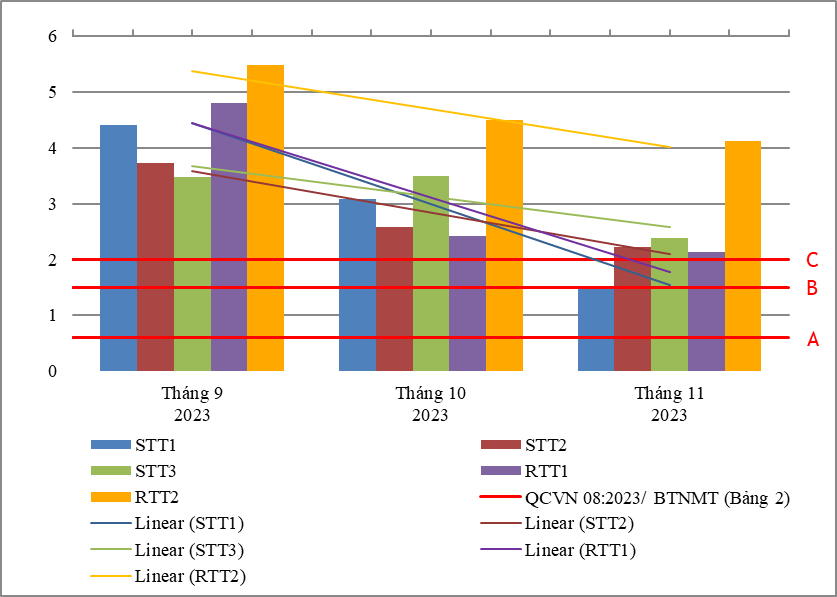 6
5
4
3
2
1
0
C
B
A
Tháng 9
2023
Tháng 10
2023
Tháng 11
2023
STT1
STT2
STT3
RTT1
RTT2
QCVN 08:2023/ BTNMT (Bảng 2)
Linear (STT1)
Linear (STT2)
Linear (STT3)
Linear (RTT1)
Linear (RTT2)